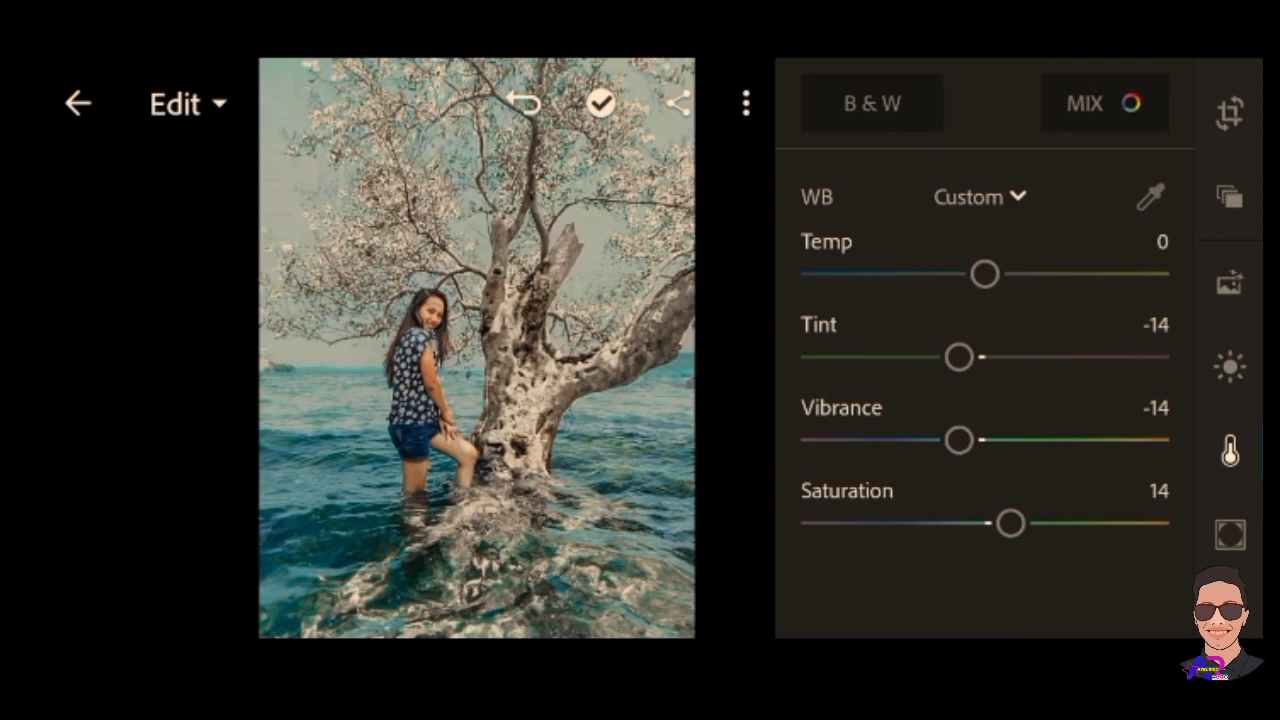 Edit
B & W
MIX
WB
Custom
Temp
0
Tint
-14
Vibrance
-14
Saturation
14